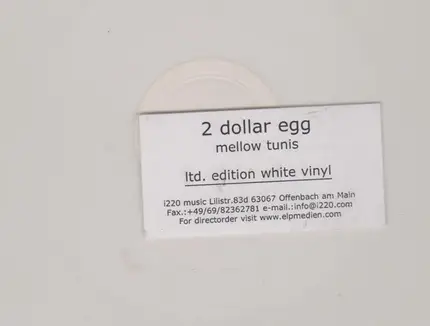 2 dollar egg
mellow tunis
ltd. edition white vinyl
i220 music Lilistr.83d 63067 Offenbach am Main
Fax.:+49/69/82362781 e-mail.:info@i220.com
For directorder visit www.elpmedien.com